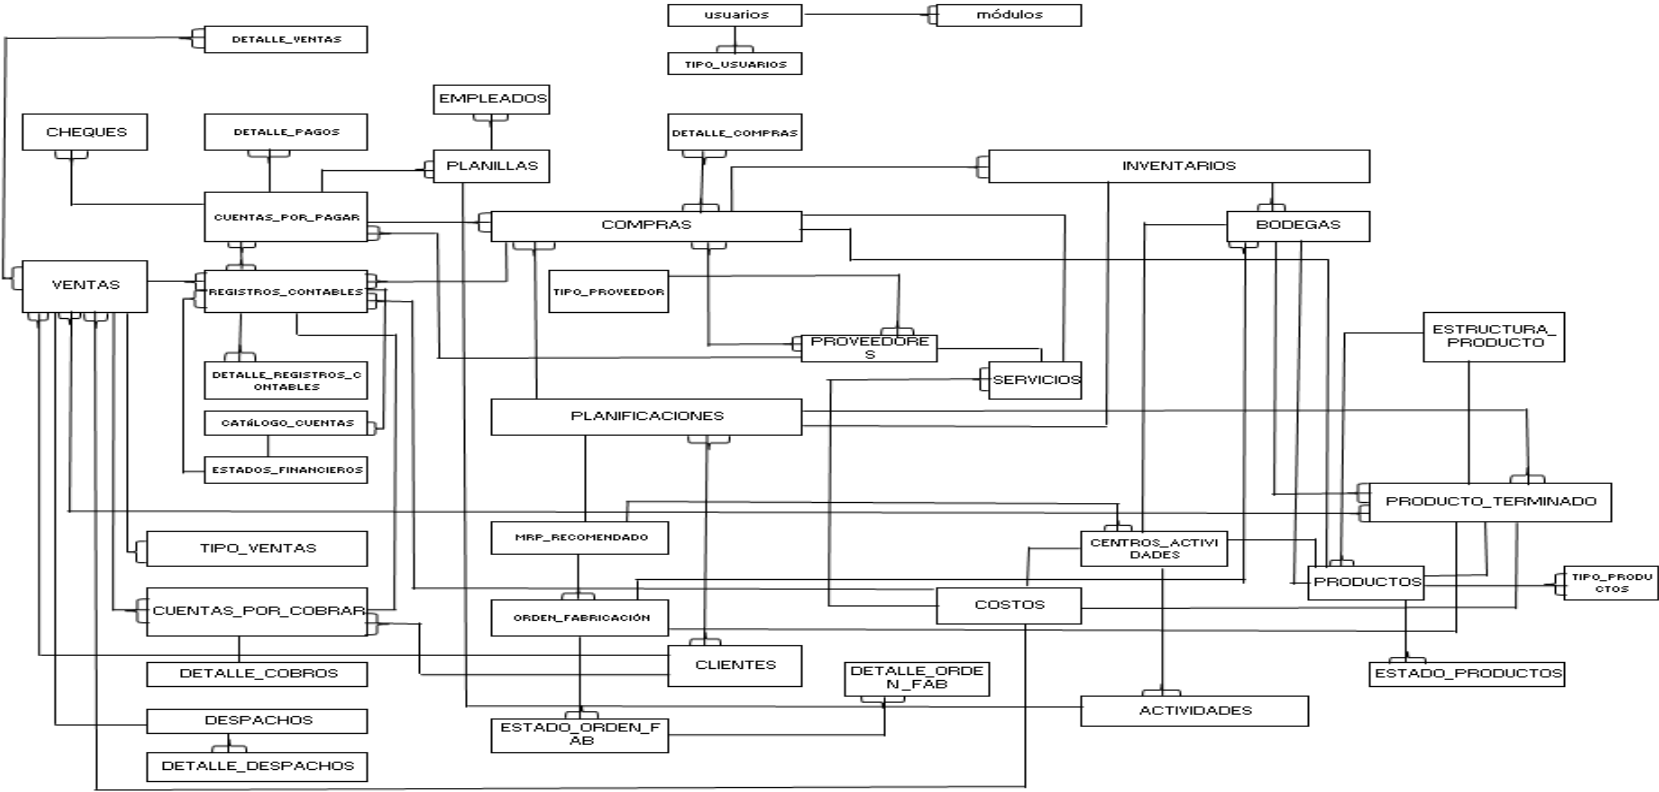 usuarios
módulos
DETALLE_VENTAS
TIPO_USUARIOS
EMPLEADOS
CHEQUES
DETALLE_PAGOS
DETALLE_COMPRAS
PLANILLAS
INVENTARIOS
CUENTAS_POR_PAGAR
COMPRAS
BODEGAS
VENTAS
REGISTROS_CONTABLES
TIPO_PROVEEDOR
PROVEEDORE
S
ESTRUCTURA_
PRODUCTO
DETALLE_REGISTROS_C
ONTABLES
SERVICIOS
CATÁLOGO_CUENTAS
PLANIFICACIONES
ESTADOS_FINANCIEROS
PRODUCTO_TERMINADO
TIPO_VENTAS
MRP_RECOMENDADO
CENTROS_ACTIVI
DADES
PRODUCTOS
TIPO_PRODU
CTOS
CUENTAS_POR_COBRAR
ORDEN_FABRICACIÓN
COSTOS
DETALLE_COBROS
CLIENTES
DETALLE_ORDE
N_FAB
ESTADO_PRODUCTOS
DESPACHOS
ESTADO_ORDEN_F
AB
ACTIVIDADES
DETALLE_DESPACHOS